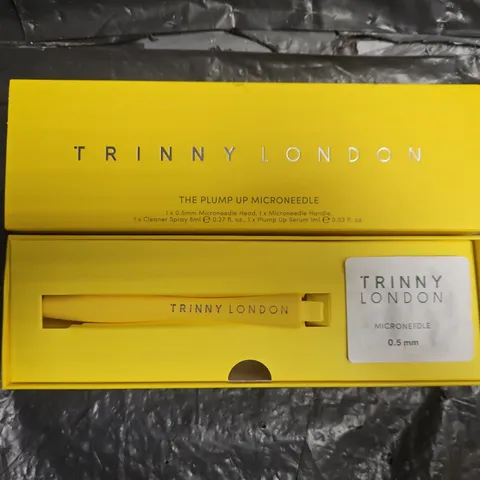 TRINNY LONDON
THE PLUMP UP MICRONEEDLE
1 x 0.5mm Microneedle Head, 1 x Microneedle Handle,
1 x Cleaner Spray 8ml ℮ 0.27 fl. oz., 1 x Plump Up Serum 1ml ℮ 0.03 fl. oz
TRINNY LONDON
TRINNY
LONDON
MICRONEEDLE
0.5 mm